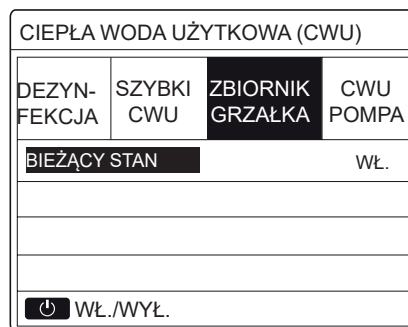 CIEPŁA WODA UŻYTKOWA (CWU)
DEZYN-
FEKCJA
SZYBKI
CWU
ZBIORNIK
GRZAŁKA
CWU
POMPA
BIEŻĄCY STAN WŁ.
WŁ./WYŁ.